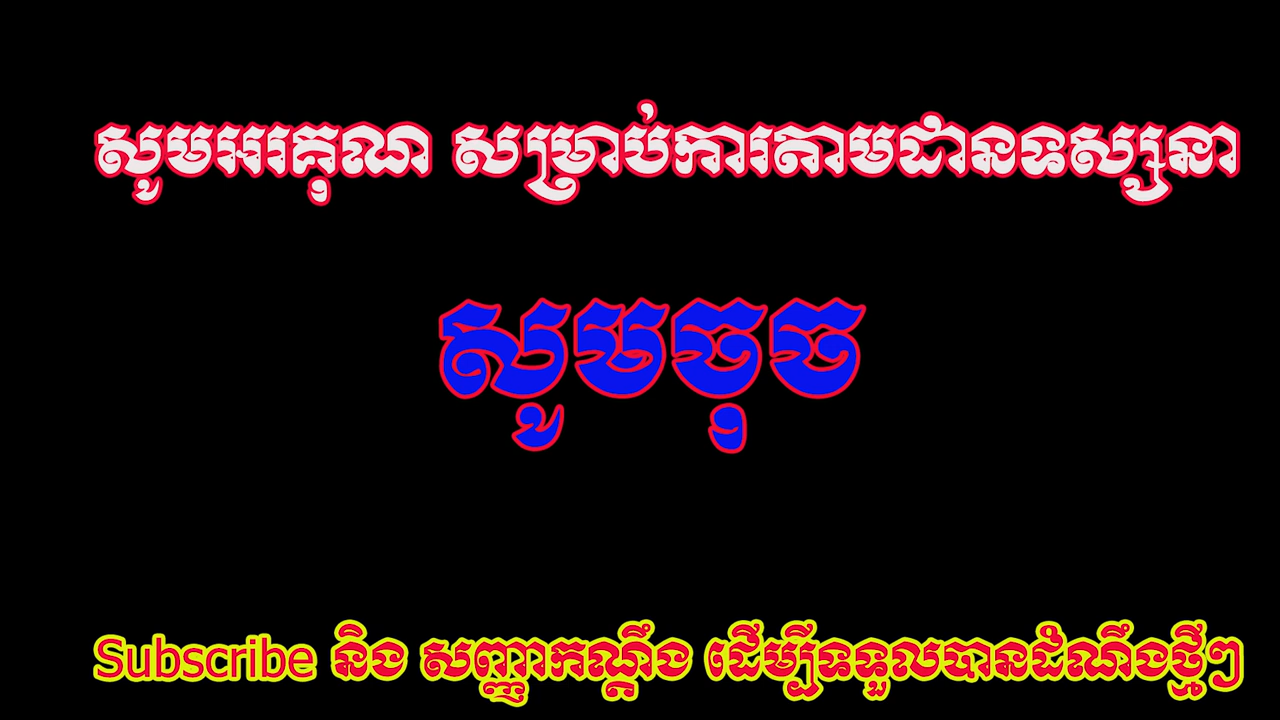 សូមអរគុណ សម្រាប់ការតាមដានទស្សនា
សូមចុច
Subscribe និង សញ្ញាកណ្ដឹង ដើម្បីទទួលបានដំណឹងថ្មីៗ